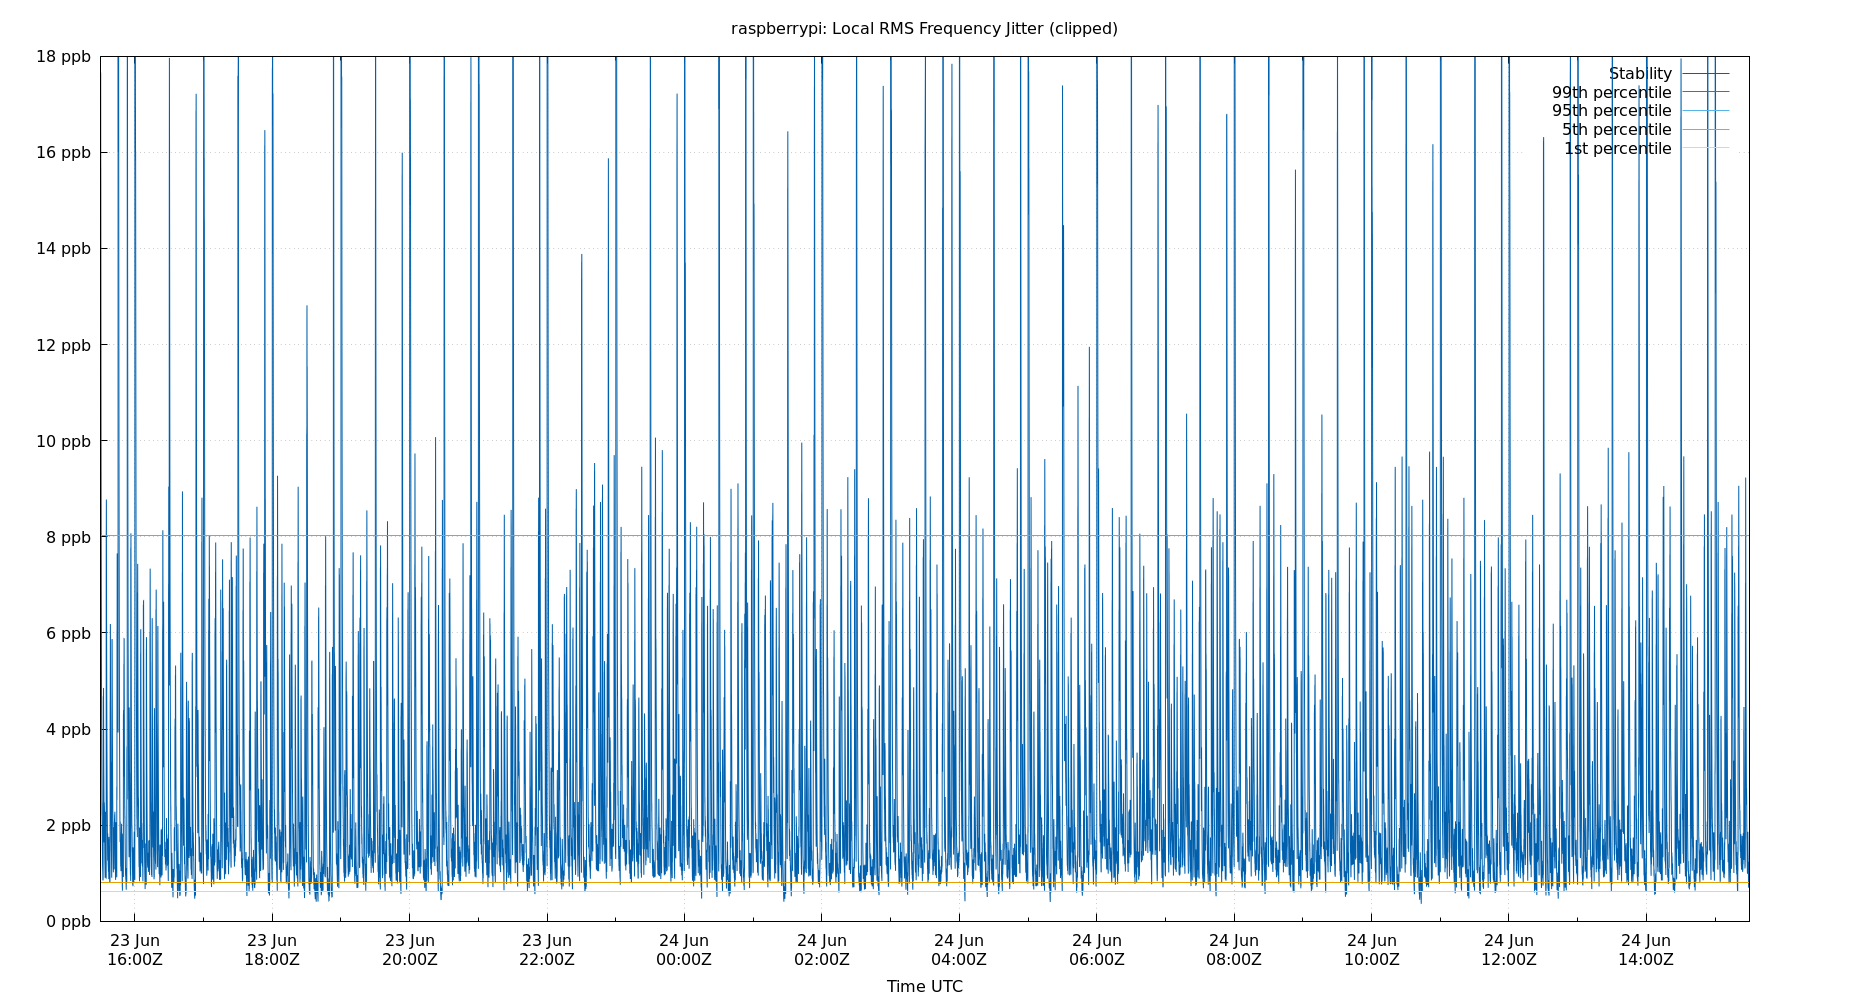 raspberrypi: Local RMS Frequency Jitter (clipped)
18 ppb
16 ppb
14 ppb
12 ppb
10 ppb
8 ppb
6 ppb
4 ppb
2 ppb
0 ppb
Stability
99th percentile
95th percentile
5th percentile
1st percentile
23 Jun 23 Jun 23 Jun 23 Jun 24 Jun 24 Jun 24 Jun 24 Jun 24 Jun 24 Jun 24 Jun 24 Jun
16:00Z 18:00Z 20:00Z 22:00Z 00:00Z 02:00Z 04:00Z 06:00Z 08:00Z 10:00Z 12:00Z 14:00Z
Time UTC